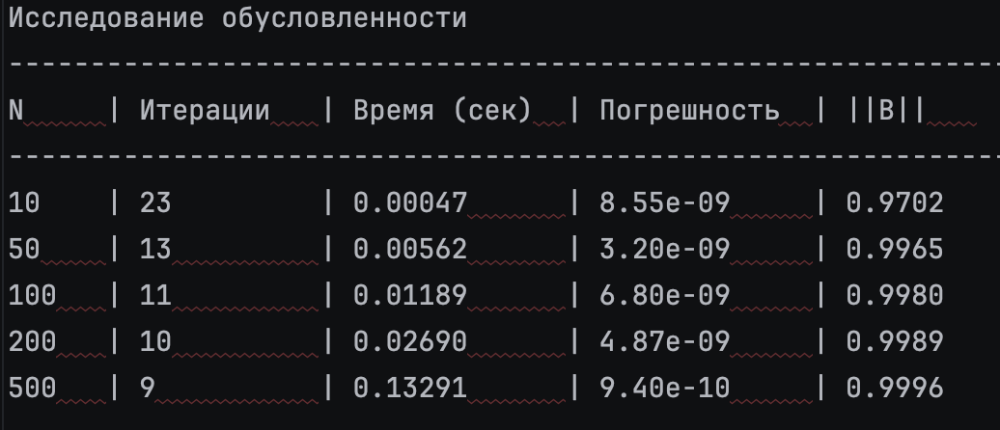 Исследование обусловленности
----------------------------------------------------------------
N | Итерации | Время (сек) | Погрешность | ||B||
----------------------------------------------------------------
10 | 23 | 0.00047 | 8.55e-09 | 0.9702
50 | 13 | 0.00562 | 3.20e-09 | 0.9965
100 | 11 | 0.01189 | 6.80e-09 | 0.9980
200 | 10 | 0.02690 | 4.87e-09 | 0.9989
500 | 9 | 0.13291 | 9.40e-10 | 0.9996